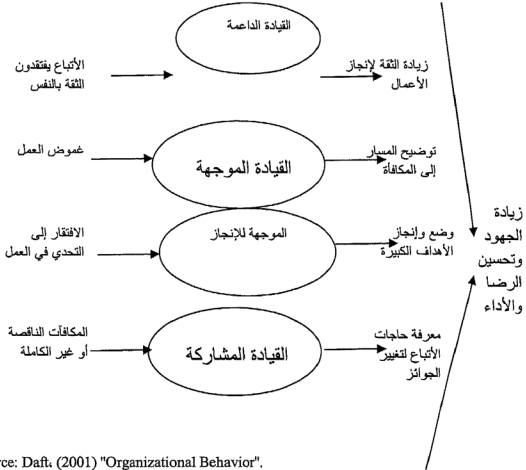 القيادة الداعمة
الأتباع يفتقدون
الثقة بالنفس
زيادة الثقة لإنجاز
الأعمال
غموض العمل
القيادة الموجهة
توضيح المسار
إلى المكافأة
الافتقار إلى
التحدي في العمل
الموجهة للإنجاز
وضع وإنجاز
الأهداف الكبيرة
المكافآت الناقصة
أو غير الكاملة
القيادة المشاركة
معرفة حاجات
الأتباع لتغيير
الجوائز
زيادة
الجهود
وتحسين
الرضا
والأداء
rce: Daft، (2001) "Organizational Behavior".